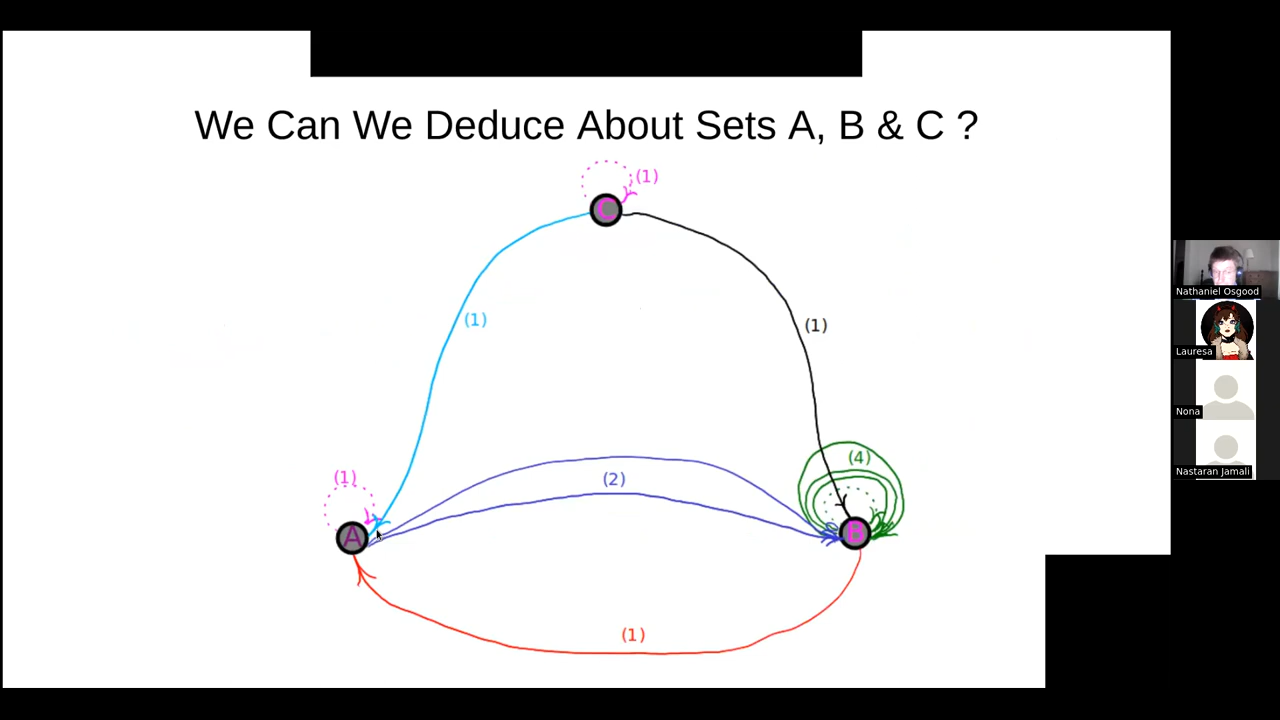 We Can We Deduce About Sets A, B & C ?
(1)
C
(1)
(1)
(4)
(1)
(2)
A
B
(1)
Nathaniel Osgood
Lauresa
Nona
Nastaran Jamali